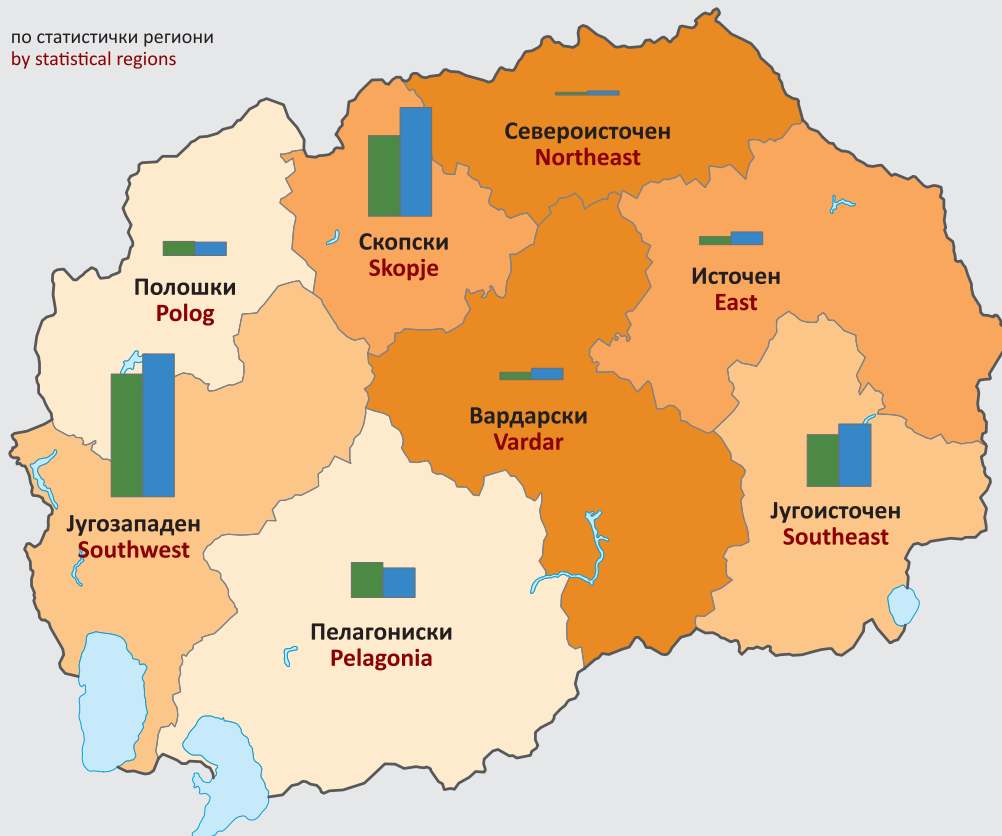 по статистички региони
by statistical regions
Североисточен
Northeast
Скопски
Skopje
Источен
East
Полошки
Polog
Вардарски
Vardar
Југозападен
Southwest
Југоисточен
Southeast
Пелагониски
Pelagonia